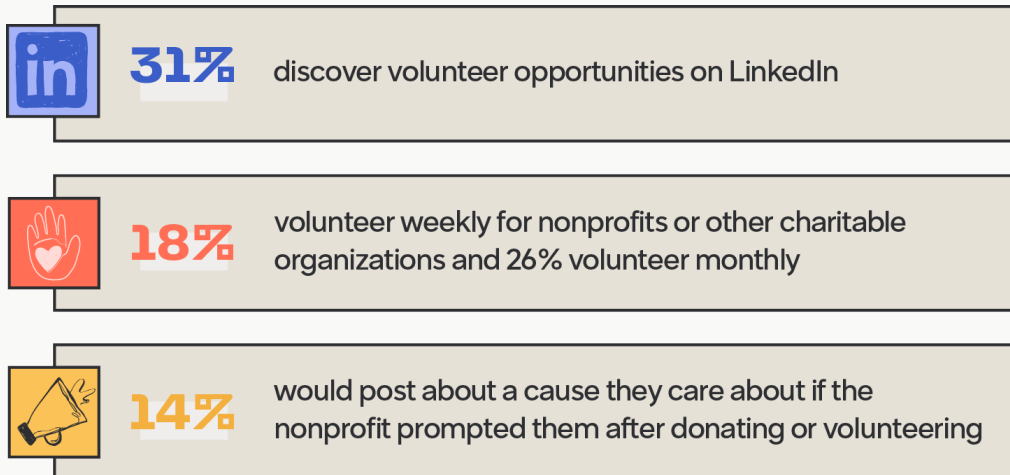 in
31%
discover volunteer opportunities on LinkedIn
18%
volunteer weekly for nonprofits or other charitable
organizations and 26% volunteer monthly
14%
would post about a cause they care about if the
nonprofit prompted them after donating or volunteering